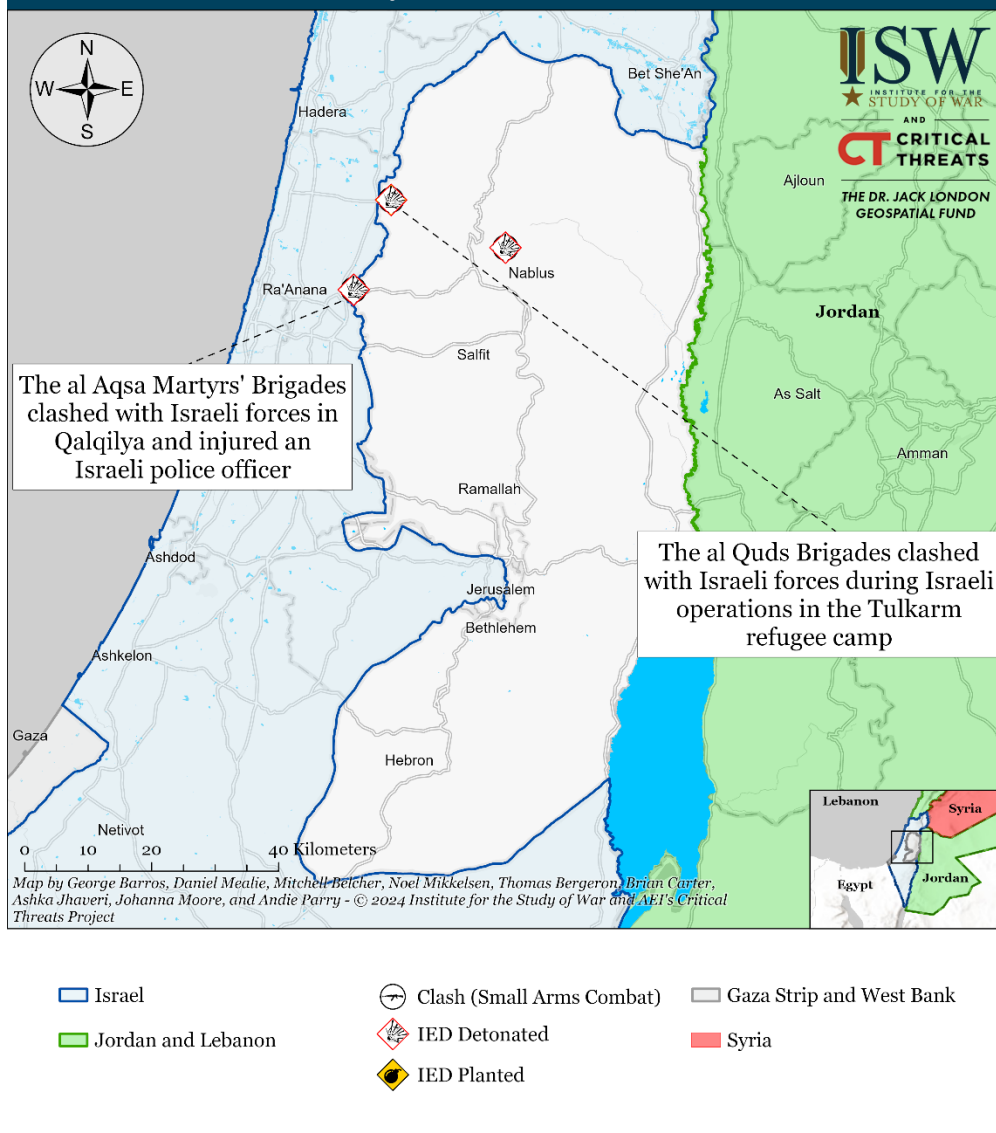 N
W
E
S
ISW
INSTITUTE FOR THE
STUDY OF WAR
AND
CT CRITICAL
THREATS
THE DR. JACK LONDON
GEOSPATIAL FUND
Bet She'An
Hadera
Ajloun
Nablus
Ra'Anana
Jordan
Salfit
The al Aqsa Martyrs' Brigades
clashed with Israeli forces in
Qalqilya and injured an
Israeli police officer
As Salt
Amman
Ramallah
Ashdod
The al Quds Brigades clashed
with Israeli forces during Israeli
operations in the Tulkarm
refugee camp
Jerusalem
Bethlehem
Ashkelon
Gaza
Hebron
Netivot
0 10 20 40 Kilometers
Lebanon
Syria
Egypt
Jordan
Map by George Barros, Daniel Mealie, Mitchell Belcher, Noel Mikkelsen, Thomas Bergeron, Brian Carter,
Ashka Jhaveri, Johanna Moore, and Andie Parry - © 2024 Institute for the Study of War and AEI's Critical
Threats Project
Israel
Clash (Small Arms Combat)
Gaza Strip and West Bank
Jordan and Lebanon
IED Detonated
Syria
IED Planted